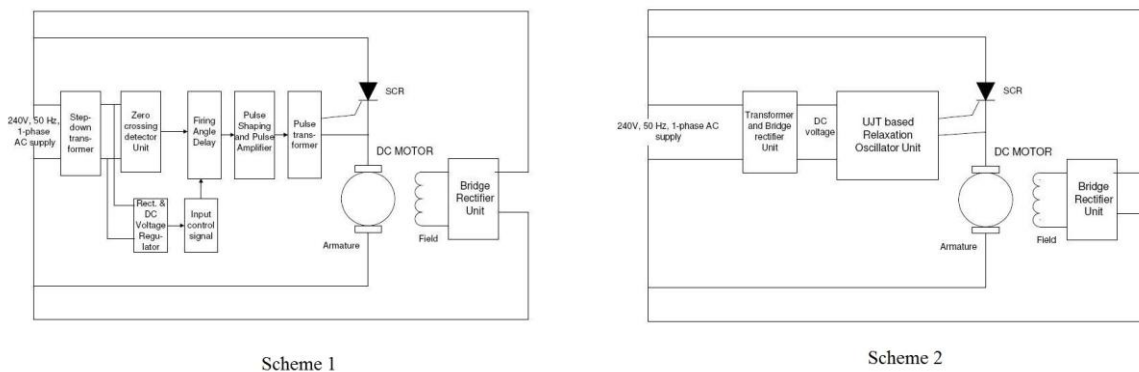 SCR
240V, 50 Hz,
1-phase
AC supply
Step-
down
trans-
former
Zero
crossing
detector
Unit
Firing
Angle
Delay
Pulse
Shaping
and Pulse
Amplifier
Pulse
trans-
former
DC MOTOR
Rect. &
DC
Voltage
Regu-
lator
Input
control
signal
Armature
Field
Bridge
Rectifier
Unit
Scheme 1
SCR
240V, 50 Hz, 1-phase AC
supply
Transformer
and Bridge
rectifier
Unit
DC
voltage
UJT based
Relaxation
Oscillator Unit
DC MOTOR
Armature
Field
Bridge
Rectifier
Unit
Scheme 2